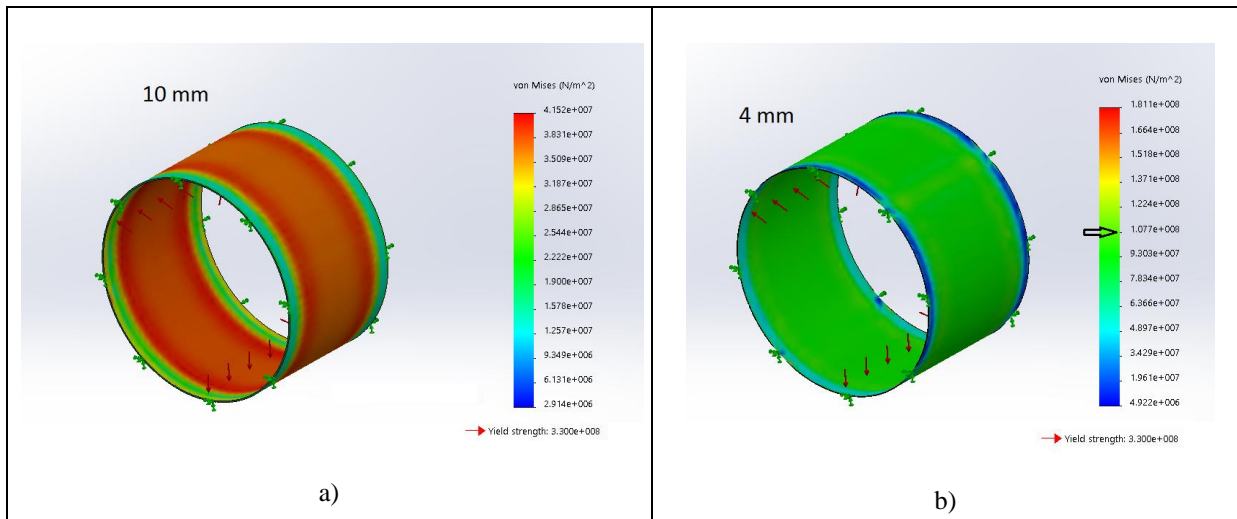 10 mm
von Mises (N/m^2)
4.152e+007
3.831e+007
3.509e+007
3.187e+007
2.865e+007
2.544e+007
2.222e+007
1.900e+007
1.578e+007
1.257e+007
9.349e+006
6.131e+006
2.914e+006
Yield strength: 3.300e+008
a)
4 mm
von Mises (N/m^2)
1.811e+008
1.664e+008
1.518e+008
1.371e+008
1.224e+008
1.077e+008
9.303e+007
7.366e+007
7.834e+007
4.897e+007
3.429e+007
1.961e+007
4.922e+006
Yield strength: 3.300e+008
b)